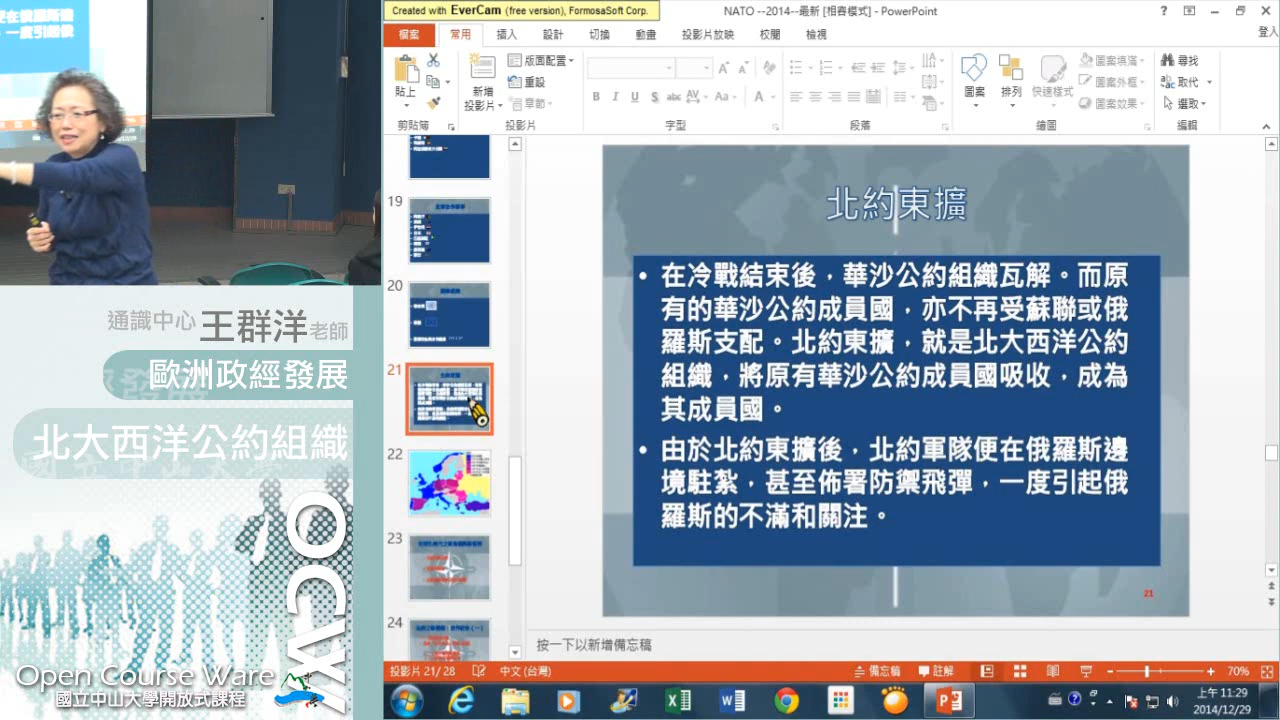 Created with EverCam (free version), FormosaSoft Corp.
NATO --2014--最新 [相容模式] - PowerPoint
檔案
常用
插入
設計
切換
動畫
投影片放映
校閱
檢視
登入
貼上
新增
投影片
版面配置
重設
章節
B I U S abc AV Aa A
圖案
排列
快速樣式
圖案填滿
圖案外框
圖案效果
尋找
取代
選取
剪貼簿
投影片
字型
段落
繪圖
編輯
19
20
21
22
23
24
北約東擴
• 在冷戰結束後，華沙公約組織瓦解。而原
有的華沙公約成員國，亦不再受蘇聯或俄
羅斯支配。北約東擴，就是北大西洋公約
組織，將原有華沙公約成員國吸收，成為
其成員國。
• 由於北約東擴後，北約軍隊便在俄羅斯邊
境駐紮，甚至佈署防禦飛彈，一度引起俄
羅斯的不滿和關注。
21
按一下以新增備忘稿
投影片 21/ 28
中文 (台灣)
備忘稿
註解
70%
上午 11:29
2014/12/29
通識中心 王群洋老師
歐洲政經發展
北大西洋公約組織
OCW
Open Course Ware
國立中山大學開放式課程